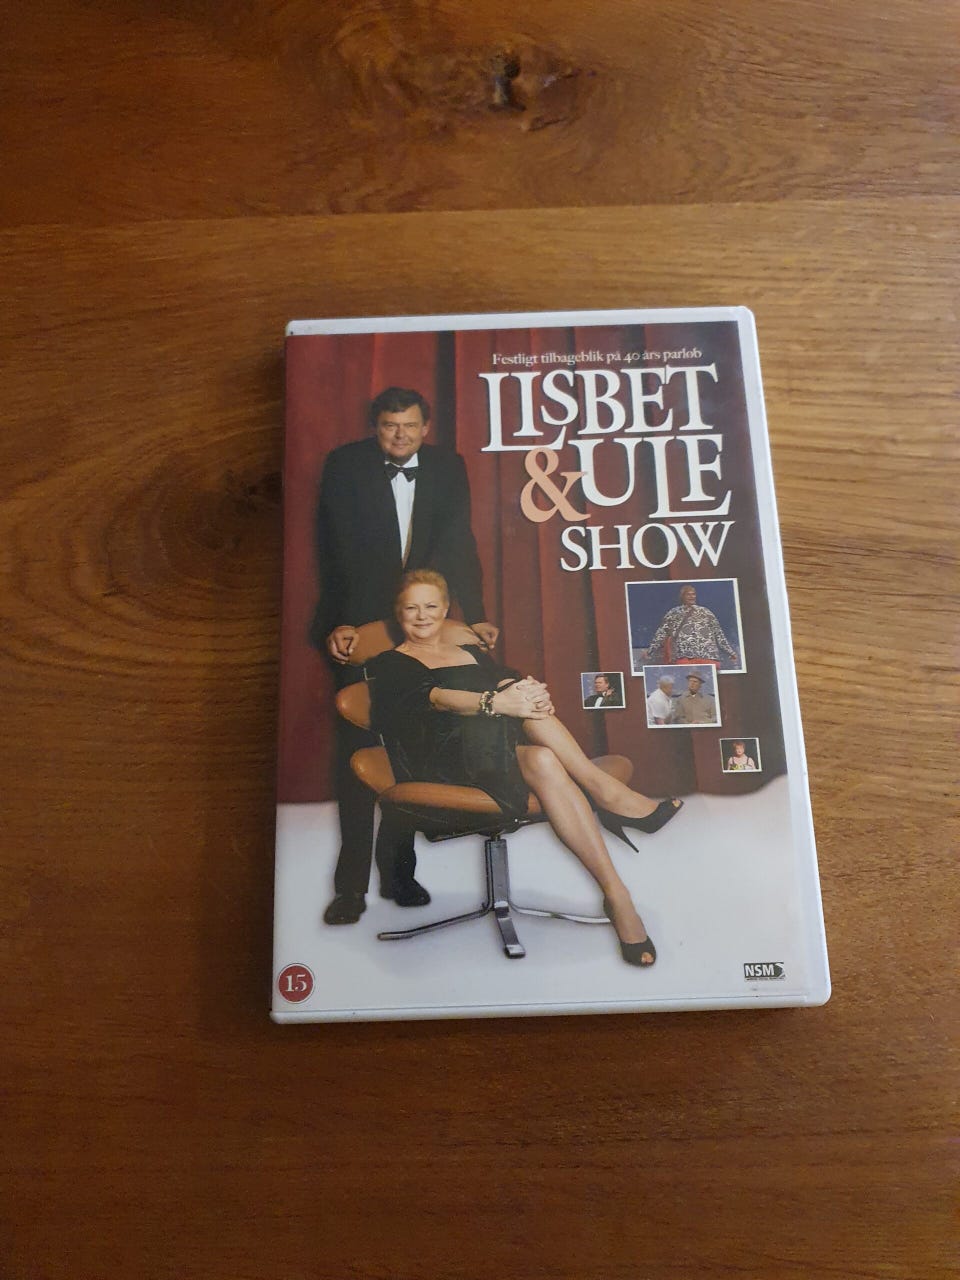 Festligt tilbageblik på 40 års parløb
LISBET
& ULF
SHOW
15
NSM